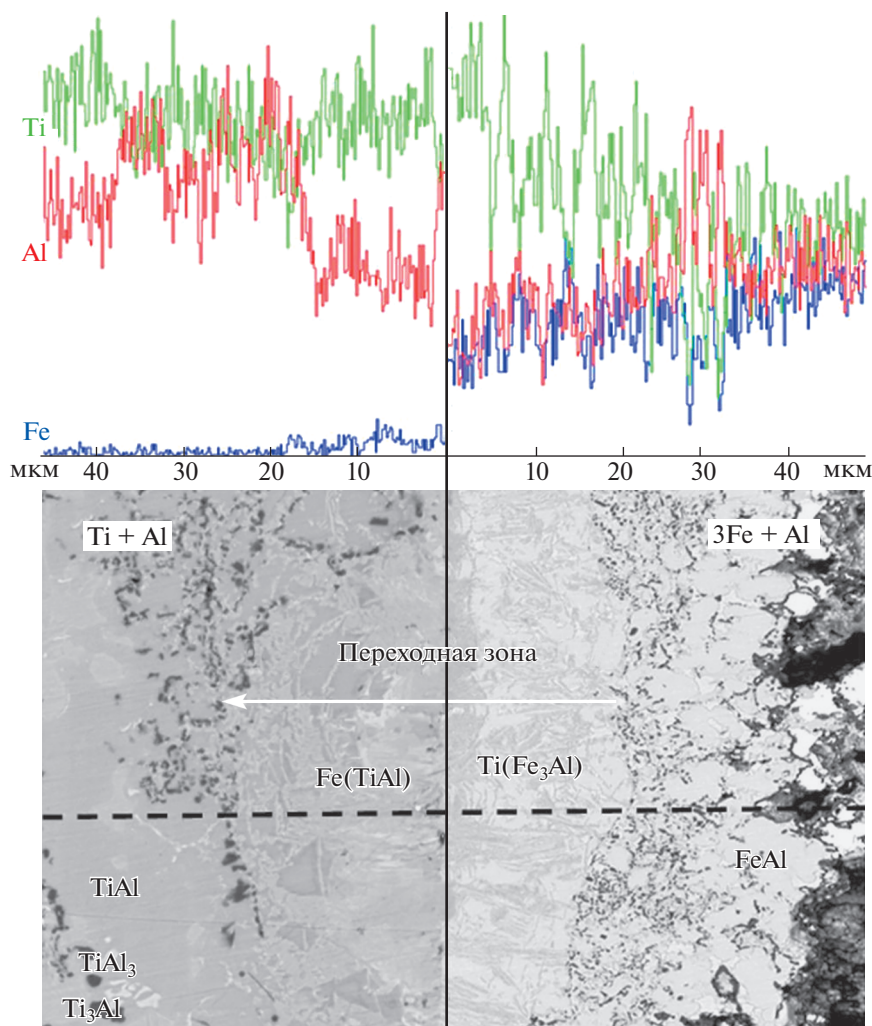 Ti
Al
Fe
мкм 40 30 20 10 10 20 30 40 мкм
Ti + Al 3Fe + Al
Переходная зона
Fe(TiAl) Ti(Fe₃Al)
FeAl
TiAl
TiAl₃
Ti₃Al